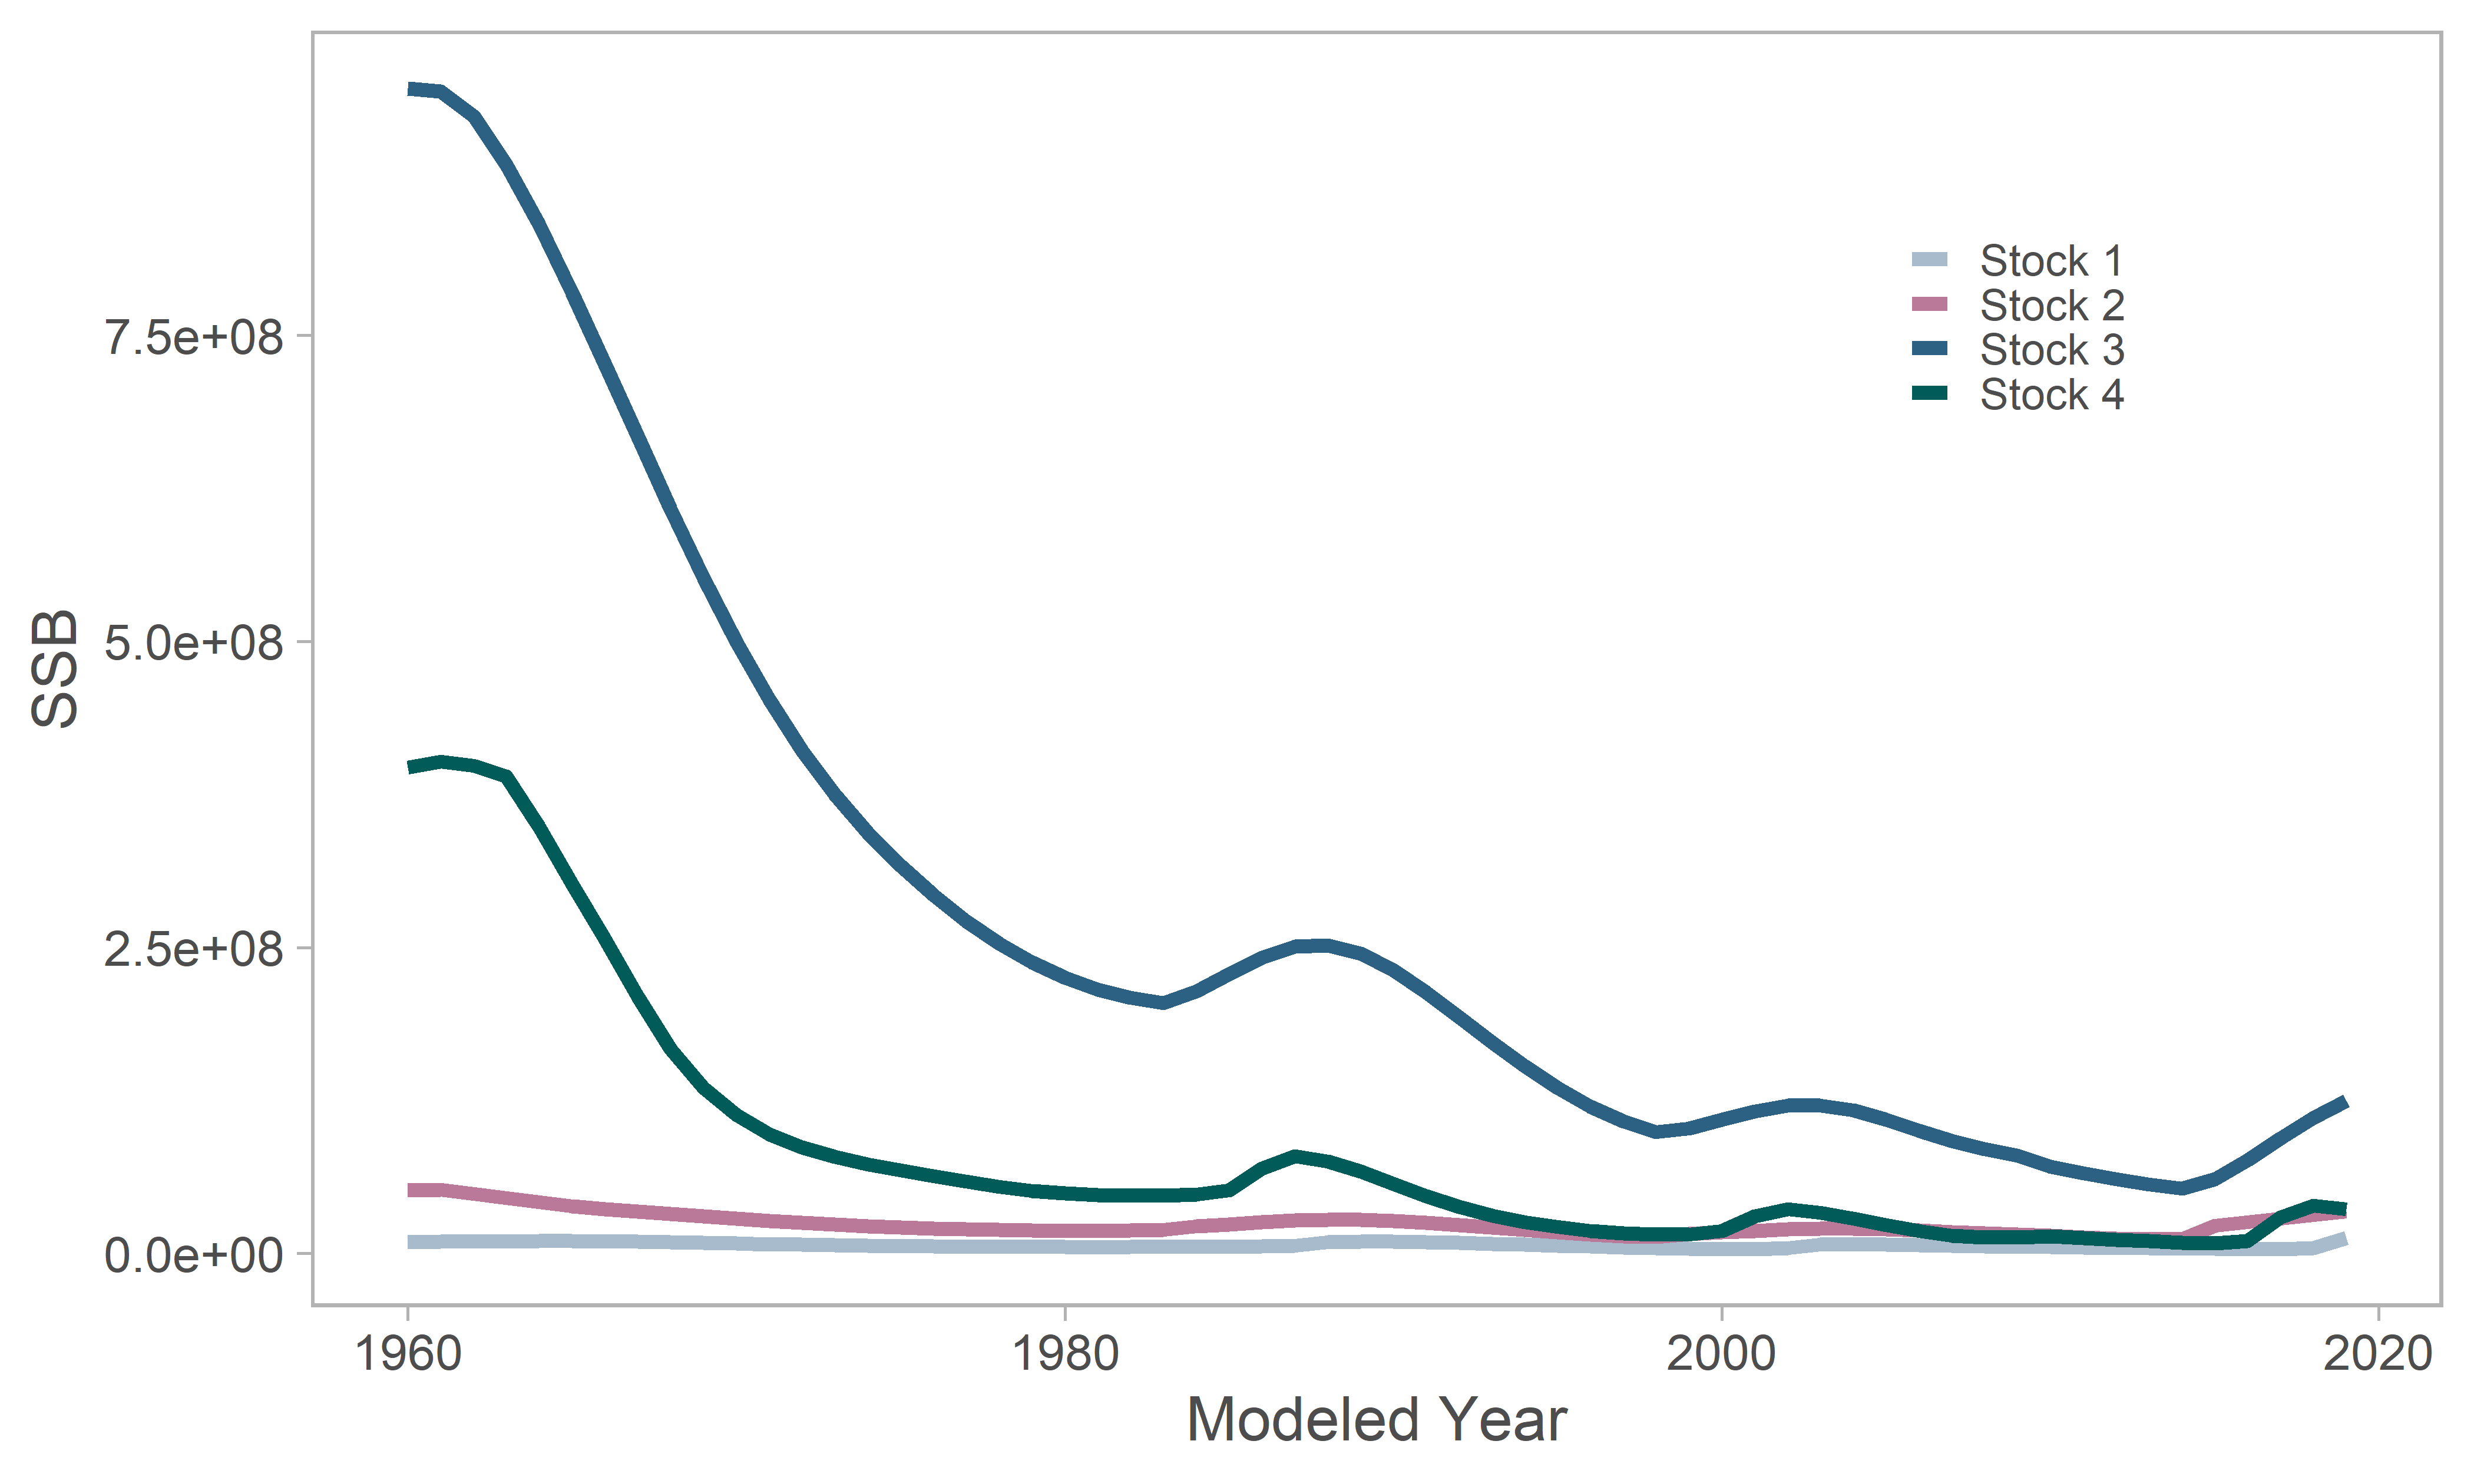 SSB
7.5e+08
5.0e+08
2.5e+08
0.0e+00
Stock 1
Stock 2
Stock 3
Stock 4
1960
1980
2000
2020
Modeled Year